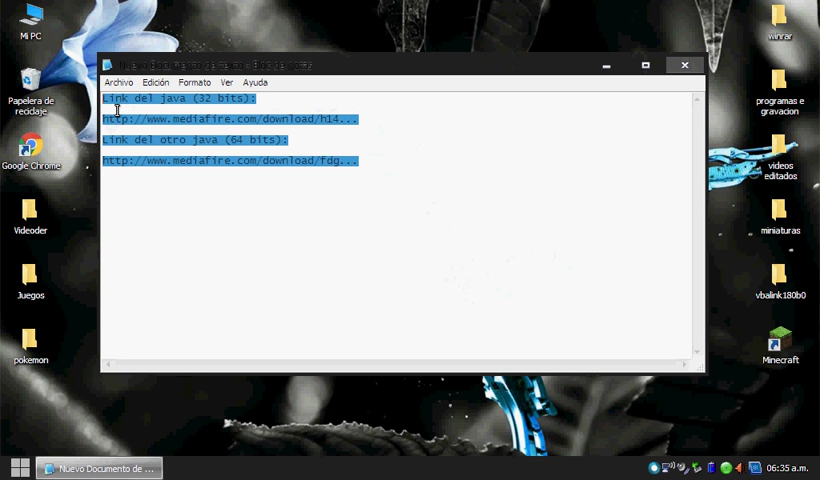 Mi PC
Papelera de
reciclaje
Google Chrome
Videoder
Juegos
pokemon
Archivo Edición Formato Ver Ayuda
Link del java (32 bits):
http://www.mediafire.com/download/h14...
Link del otro java (64 bits):
http://www.mediafire.com/download/fdg...
winrar
programas e
gravacion
videos
editados
miniaturas
vbalink180b0
Minecraft
Nuevo Documento de ...
06:35 a.m.